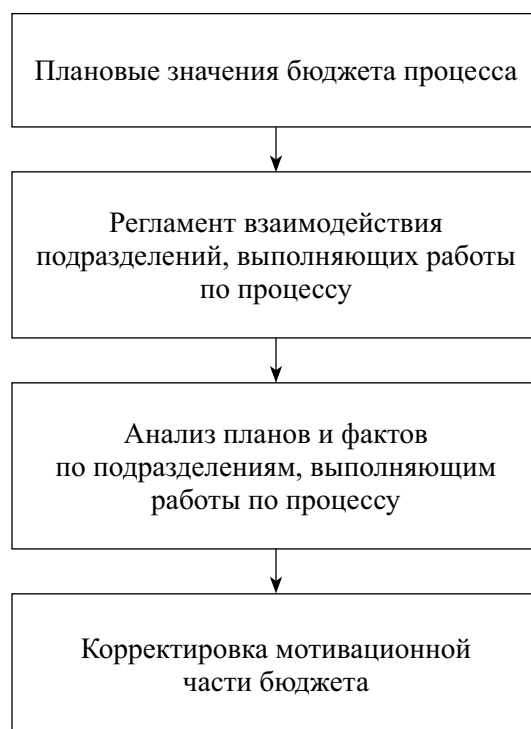 Плановые значения бюджета процесса
Регламент взаимодействия
подразделений, выполняющих работы
по процессу
Анализ планов и фактов
по подразделениям, выполняющим
работы по процессу
Корректировка мотивационной
части бюджета